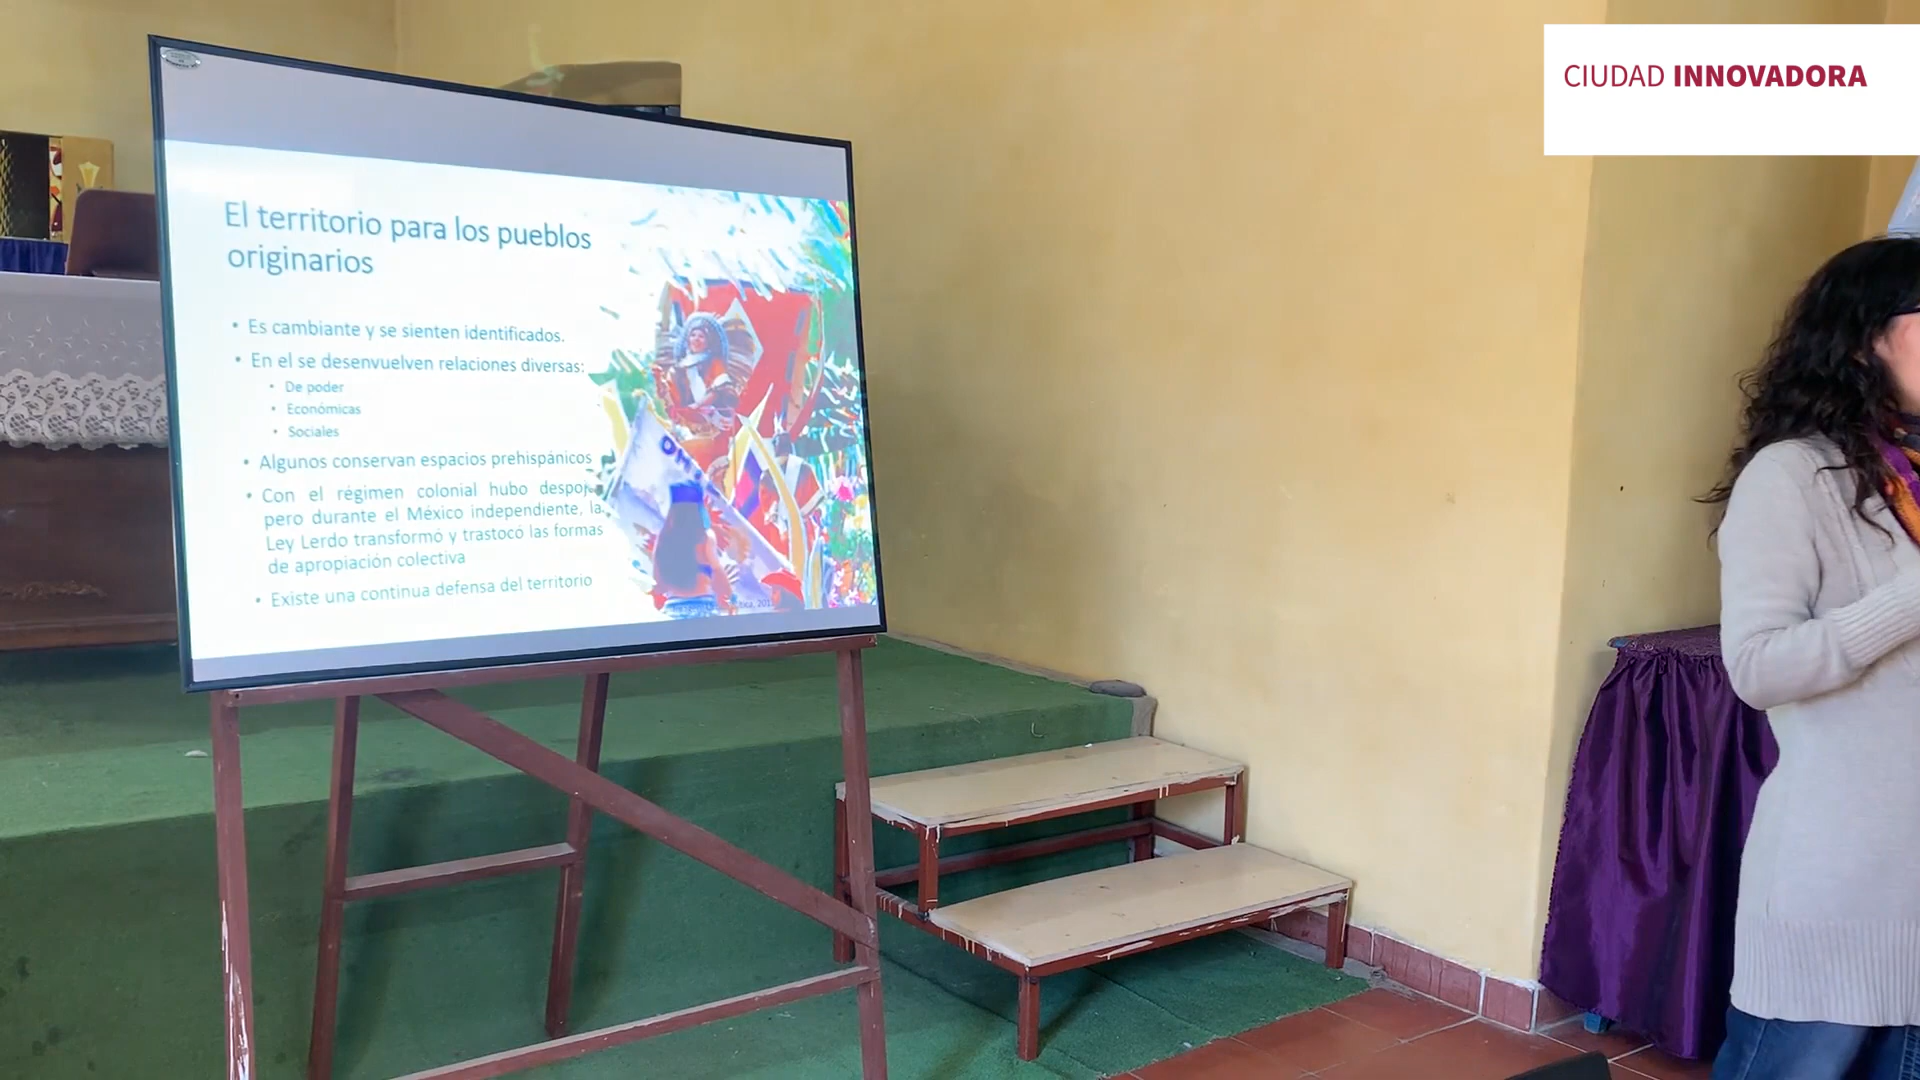 CIUDAD INNOVADORA
El territorio para los pueblos
originarios
• Es cambiante y se sienten identificados.
• En el se desenvuelven relaciones diversas:
• De poder
• Económicas
• Sociales
• Algunos conservan espacios prehispánicos
• Con el régimen colonial hubo
pero durante el México independiente, la
Ley Lerdo transformó y trastocó las formas
de apropiación colectiva
• Existe una continua defensa del territorio